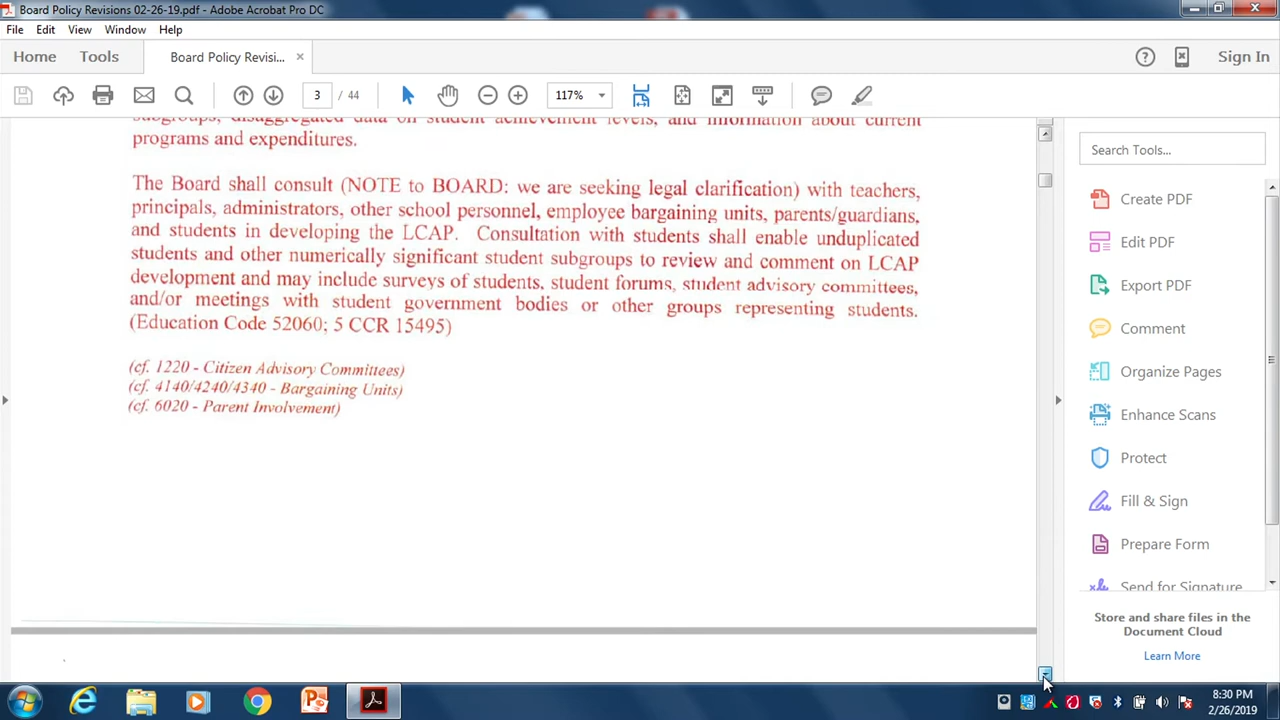 Board Policy Revisions 02-26-19.pdf - Adobe Acrobat Pro DC
File Edit View Window Help
Home Tools Board Policy Revisi... × Sign In
3 / 44 117%
subgroups, disaggregated data on student achievement levels, and information about current
programs and expenditures.
The Board shall consult (NOTE to BOARD: we are seeking legal clarification) with teachers,
principals, administrators, other school personnel, employee bargaining units, parents/guardians,
and students in developing the LCAP. Consultation with students shall enable unduplicated
students and other numerically significant student subgroups to review and comment on LCAP
development and may include surveys of students, student forums, student advisory committees,
and/or meetings with student government bodies or other groups representing students.
(Education Code 52060; 5 CCR 15495)
(cf. 1220 - Citizen Advisory Committees)
(cf. 4140/4240/4340 - Bargaining Units)
(cf. 6020 - Parent Involvement)
Search Tools...
Create PDF
Edit PDF
Export PDF
Comment
Organize Pages
Enhance Scans
Protect
Fill & Sign
Prepare Form
Send for Signature
Store and share files in the
Document Cloud
Learn More
8:30 PM
2/26/2019